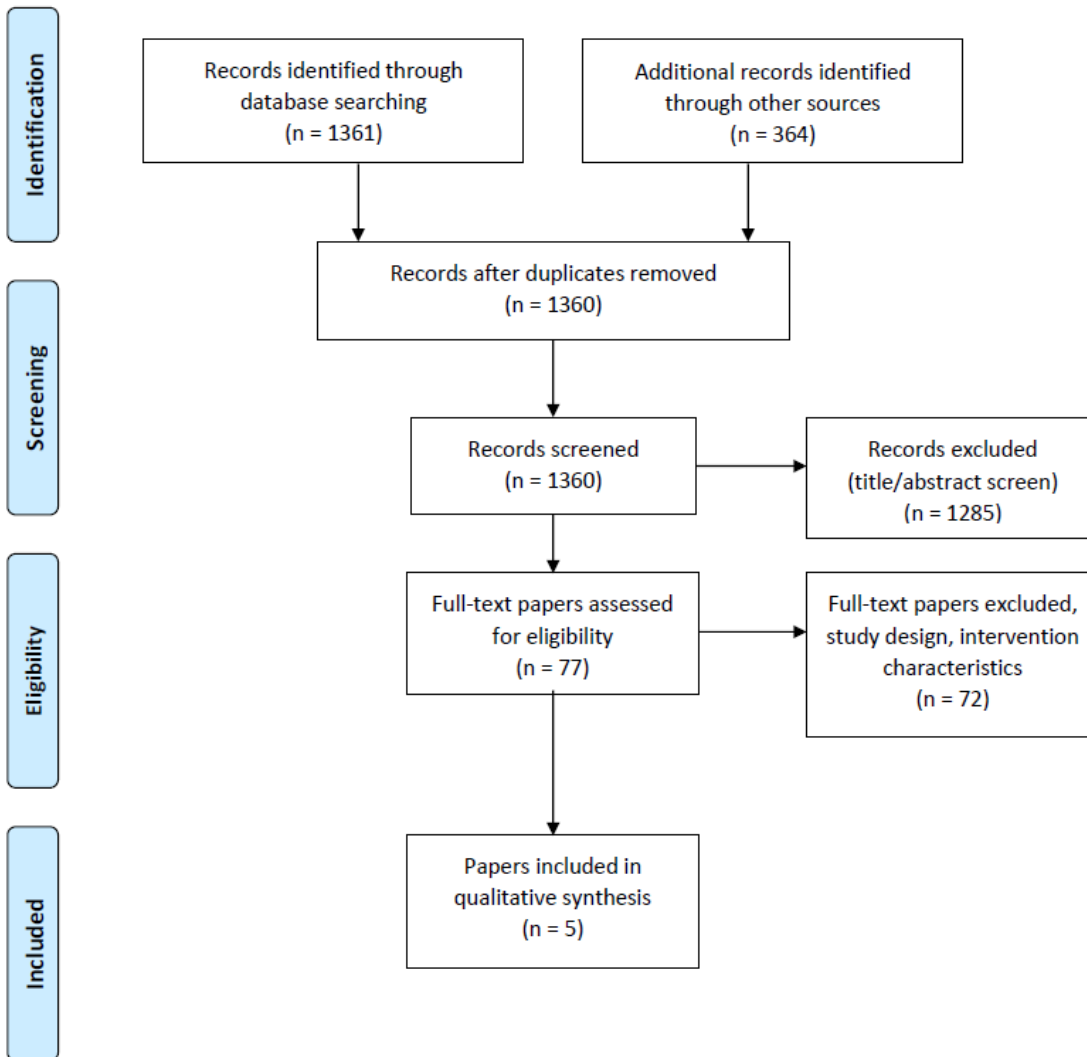 Identification
Records identified through
database searching
(n = 1361)
Additional records identified
through other sources
(n = 364)
Records after duplicates removed
(n = 1360)
Screening
Records screened
(n = 1360)
Records excluded
(title/abstract screen)
(n = 1285)
Eligibility
Full-text papers assessed
for eligibility
(n = 77)
Full-text papers excluded,
study design, intervention
characteristics
(n = 72)
Included
Papers included in
qualitative synthesis
(n = 5)